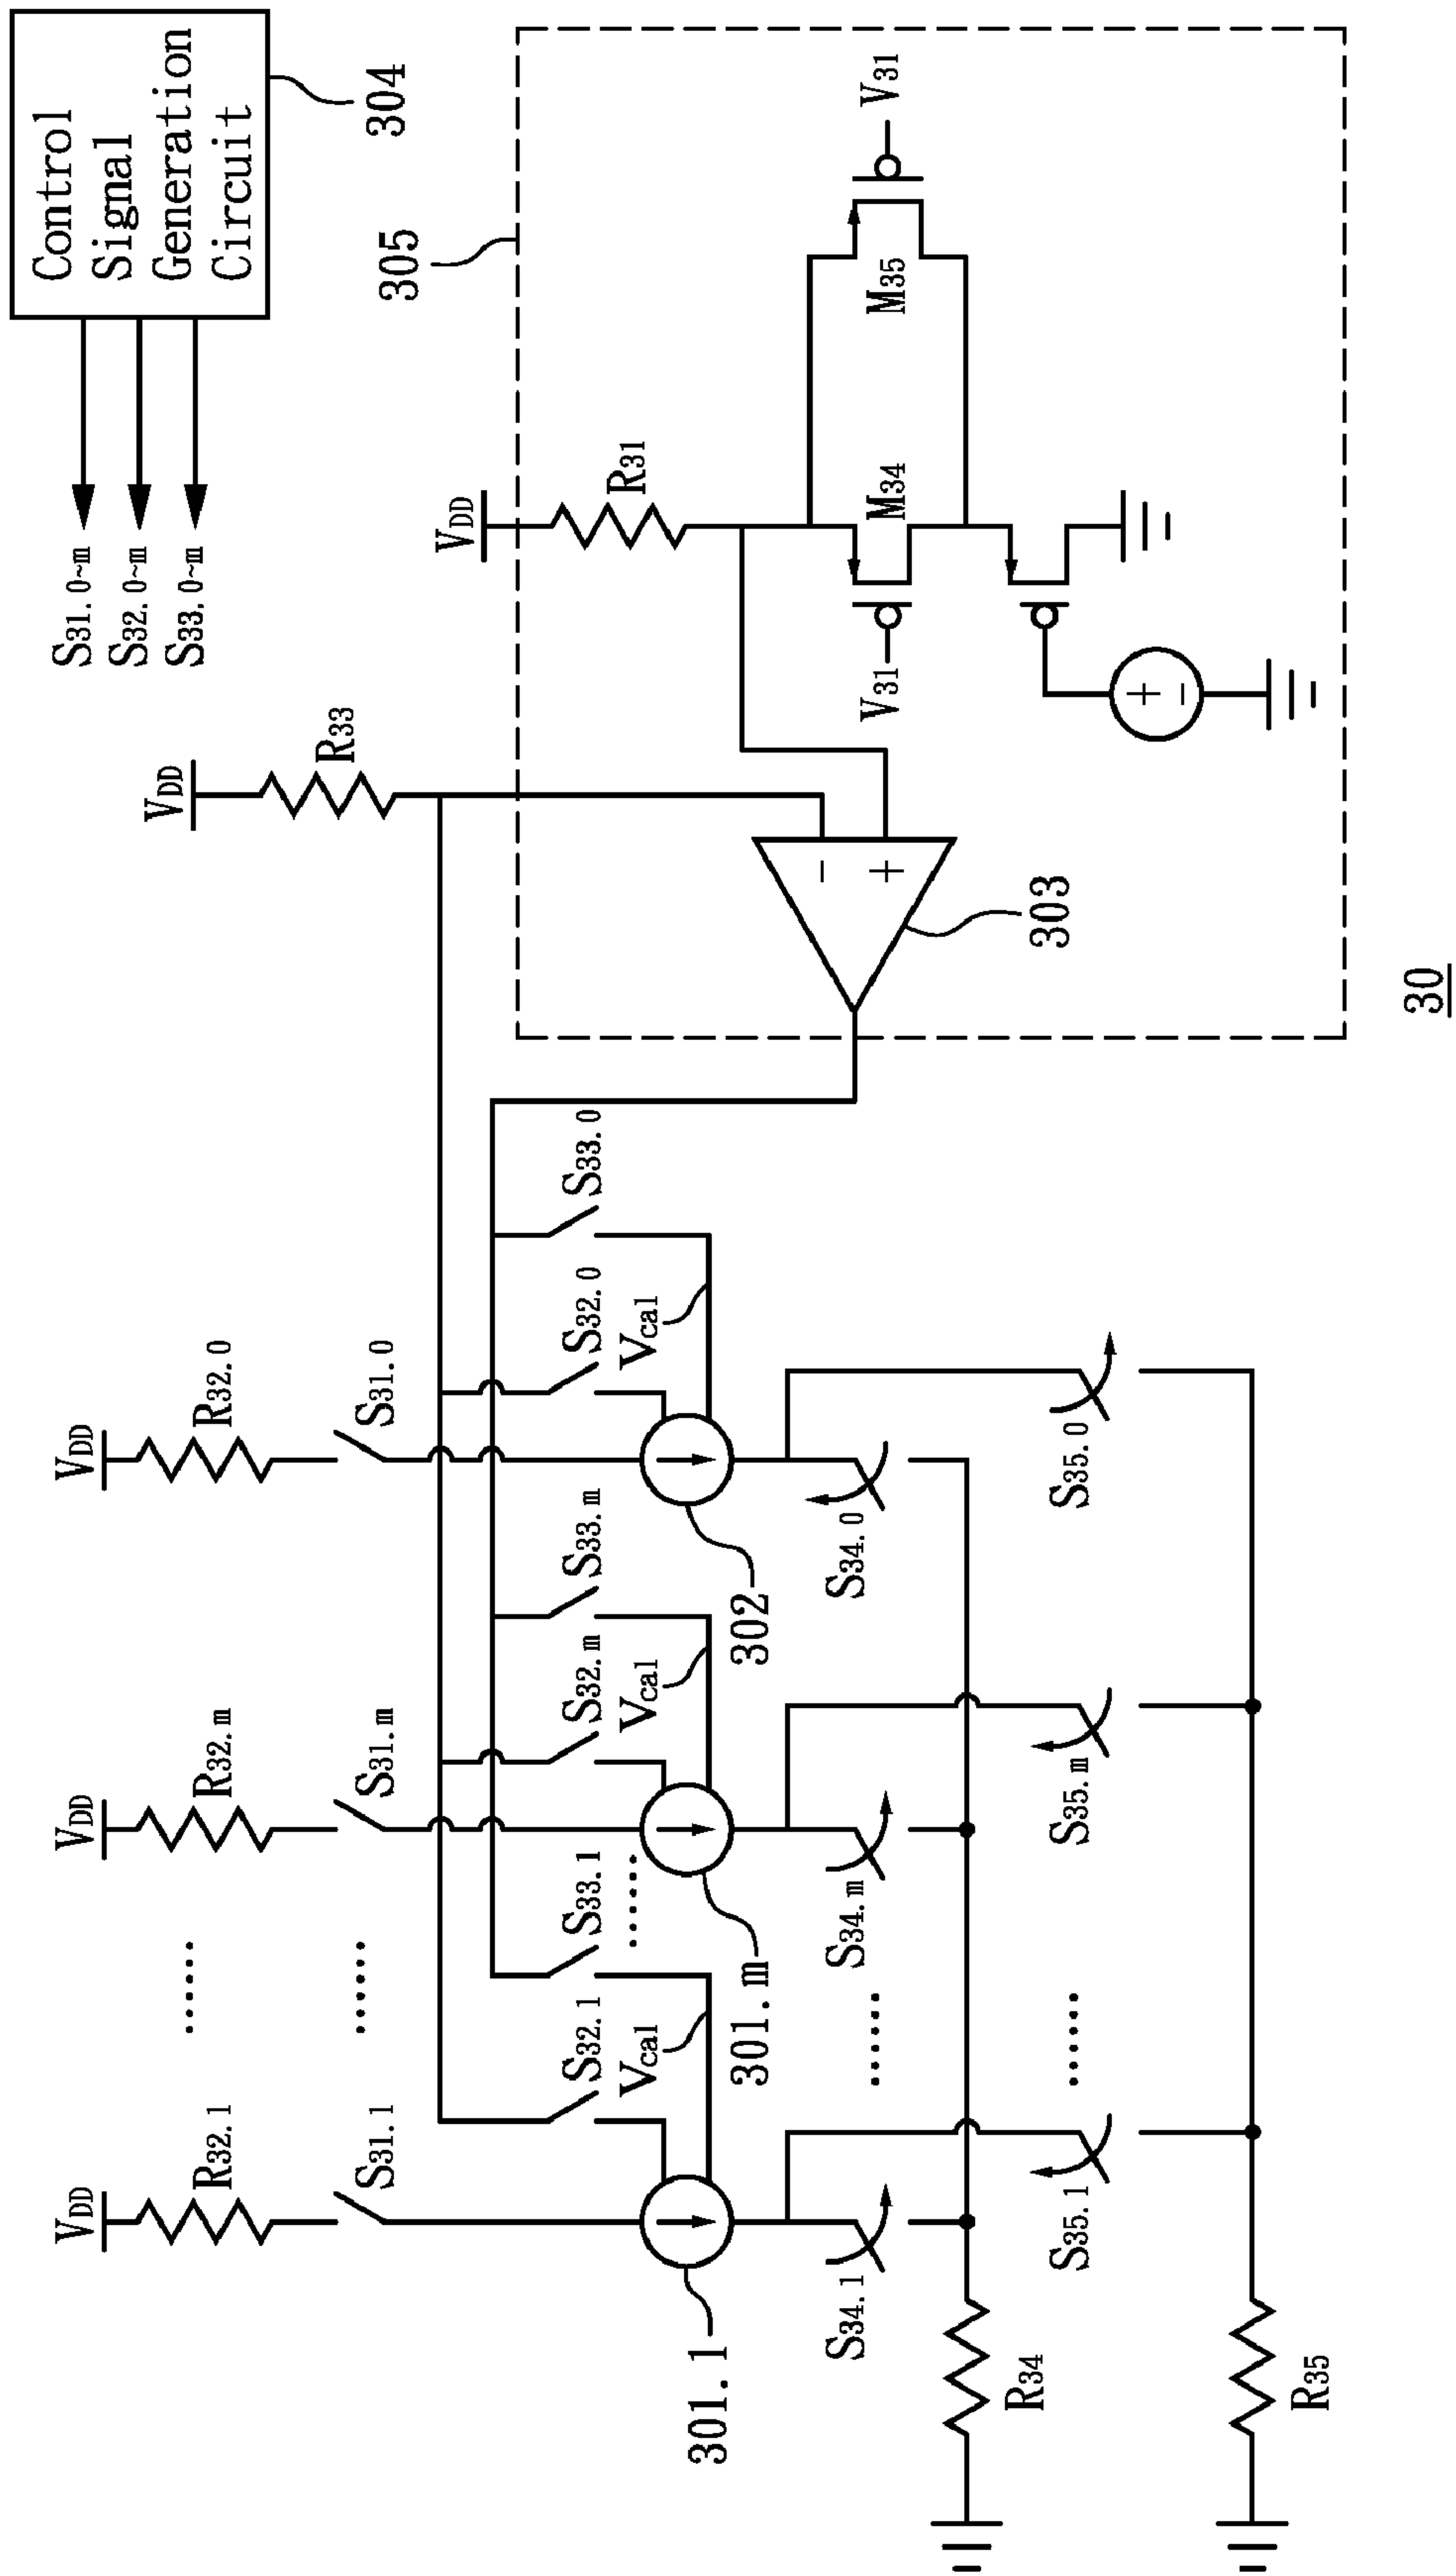 Control
Signal
Generation
Circuit
304
S31.0~m
S32.0~m
S33.0~m
305
VDD
R31
V31
M35
M34
V31
VDD
R33
303
30
S33.0
S32.0
Vcal
VDD
R32.0
S31.0
302
S34.0
S35.0
S33.m
S32.m
Vcal
VDD
R32.m
S31.m
301.m
S34.m
S35.m
......
......
......
......
......
S33.1
S32.1
Vcal
VDD
R32.1
S31.1
301.1
S34.1
S35.1
R34
R35
- +
+ -